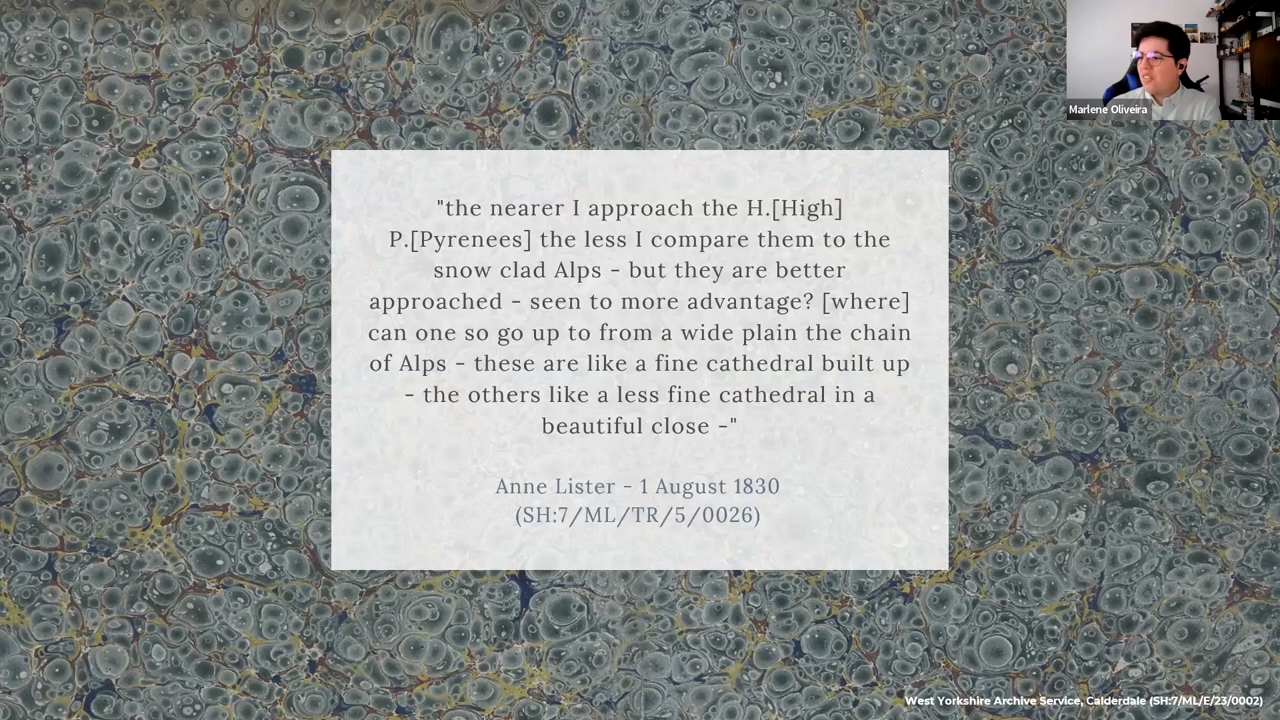 Marlene Oliveira
"the nearer I approach the H.[High]
P.[Pyrenees] the less I compare them to the
snow clad Alps - but they are better
approached - seen to more advantage? [where]
can one so go up to from a wide plain the chain
of Alps - these are like a fine cathedral built up
- the others like a less fine cathedral in a
beautiful close -"
Anne Lister - 1 August 1830
(SH:7/ML/TR/5/0026)
West Yorkshire Archive Service, Calderdale (SH:7/ML/E/23/0002)